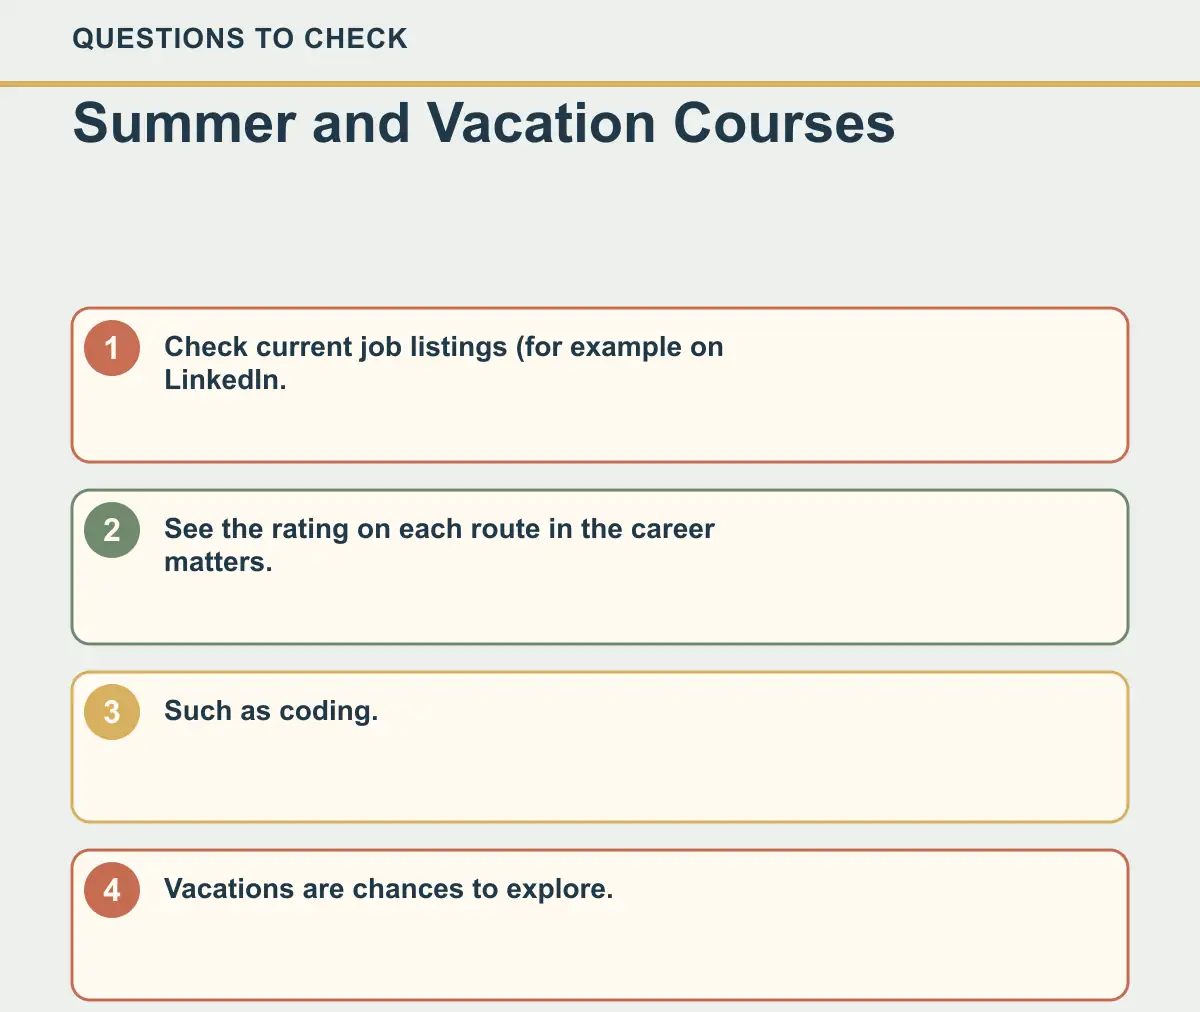 QUESTIONS TO CHECK
Summer and Vacation Courses
1
Check current job listings (for example on
LinkedIn.
2
See the rating on each route in the career
matters.
3
Such as coding.
4
Vacations are chances to explore.